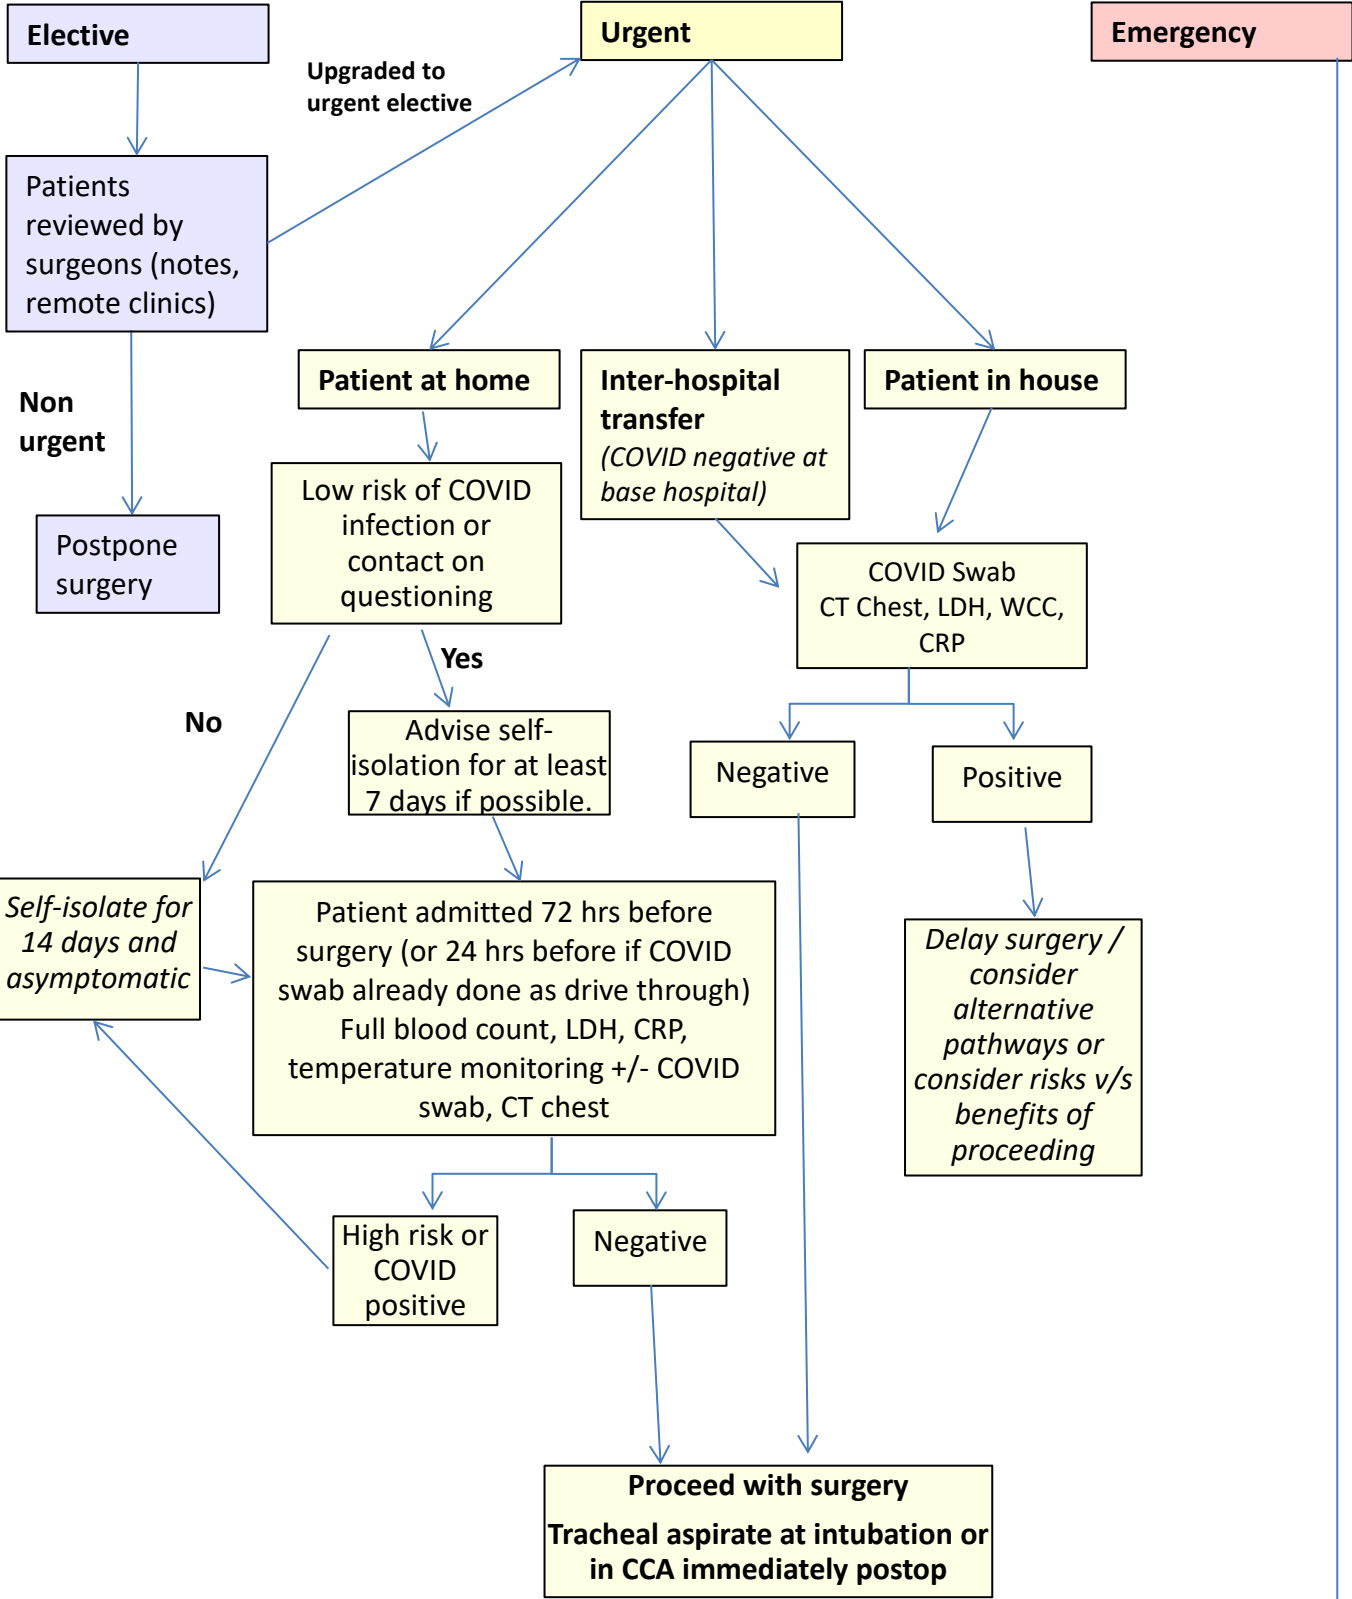 Elective
Urgent
Emergency
Upgraded to
urgent elective
Patients
reviewed by
surgeons (notes,
remote clinics)
Non
urgent
Postpone
surgery
Patient at home
Inter-hospital
transfer
(COVID negative at
base hospital)
Patient in house
Low risk of COVID
infection or
contact on
questioning
COVID Swab
CT Chest, LDH, WCC,
CRP
Yes
No
Advise self-
isolation for at least
7 days if possible.
Negative
Positive
Self-isolate for
14 days and
asymptomatic
Patient admitted 72 hrs before
surgery (or 24 hrs before if COVID
swab already done as drive through)
Full blood count, LDH, CRP,
temperature monitoring +/- COVID
swab, CT chest
Delay surgery /
consider
alternative
pathways or
consider risks v/s
benefits of
proceeding
High risk or
COVID
positive
Negative
Proceed with surgery
Tracheal aspirate at intubation or
in CCA immediately postop